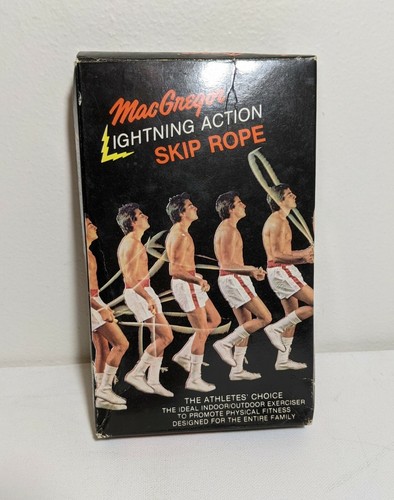 MacGregor
LIGHTNING ACTION
SKIP ROPE
THE ATHLETES' CHOICE
THE IDEAL INDOOR/OUTDOOR EXERCISER
TO PROMOTE PHYSICAL FITNESS
DESIGNED FOR THE ENTIRE FAMILY